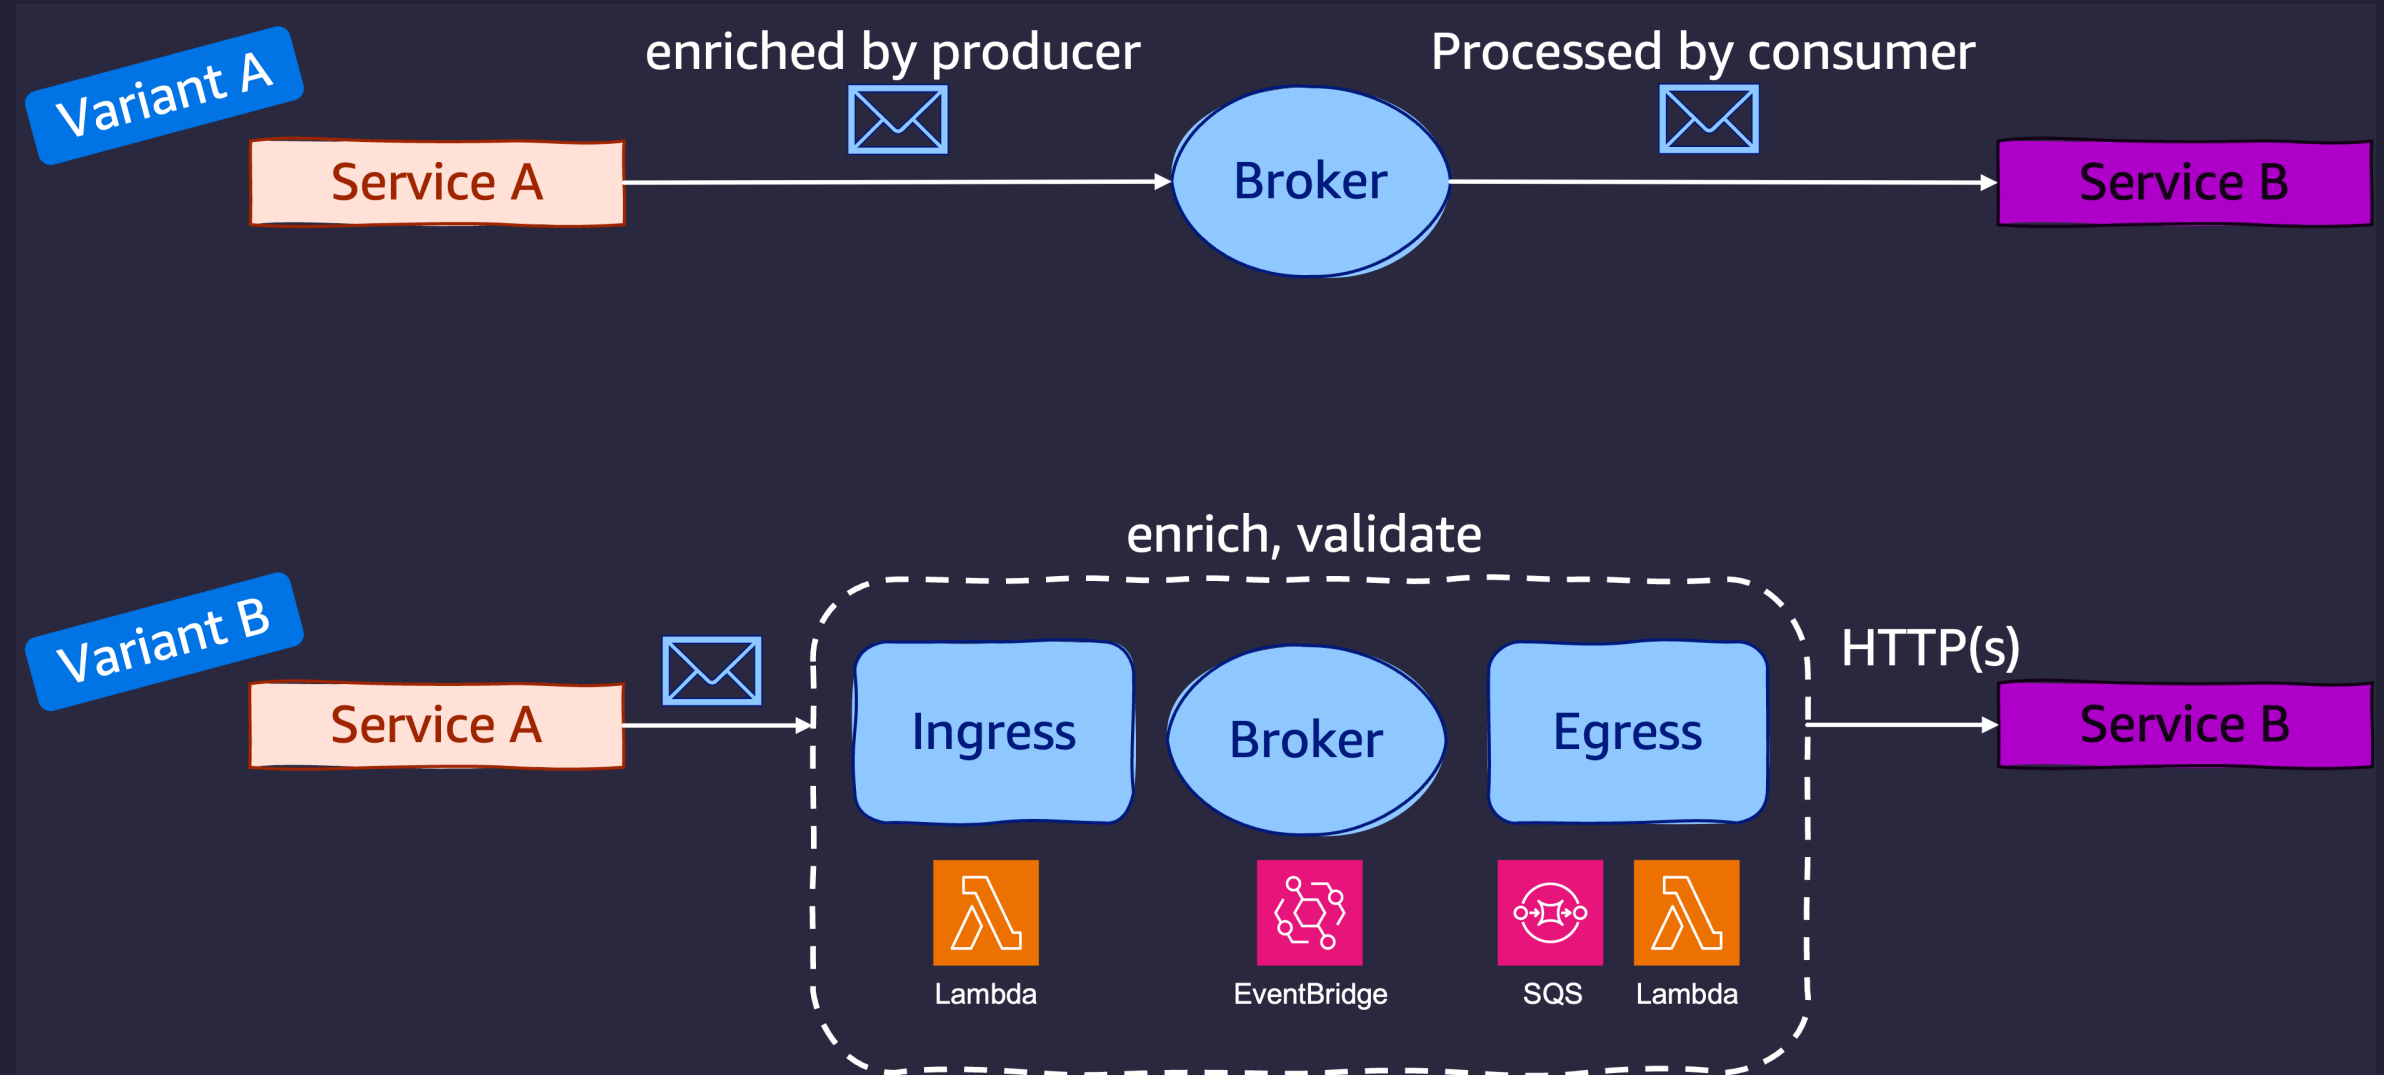 Variant A
enriched by producer
Processed by consumer
Service A
Broker
Service B
enrich, validate
Variant B
HTTP(s)
Service A
Ingress
Broker
Egress
Service B
Lambda
EventBridge
SQS
Lambda